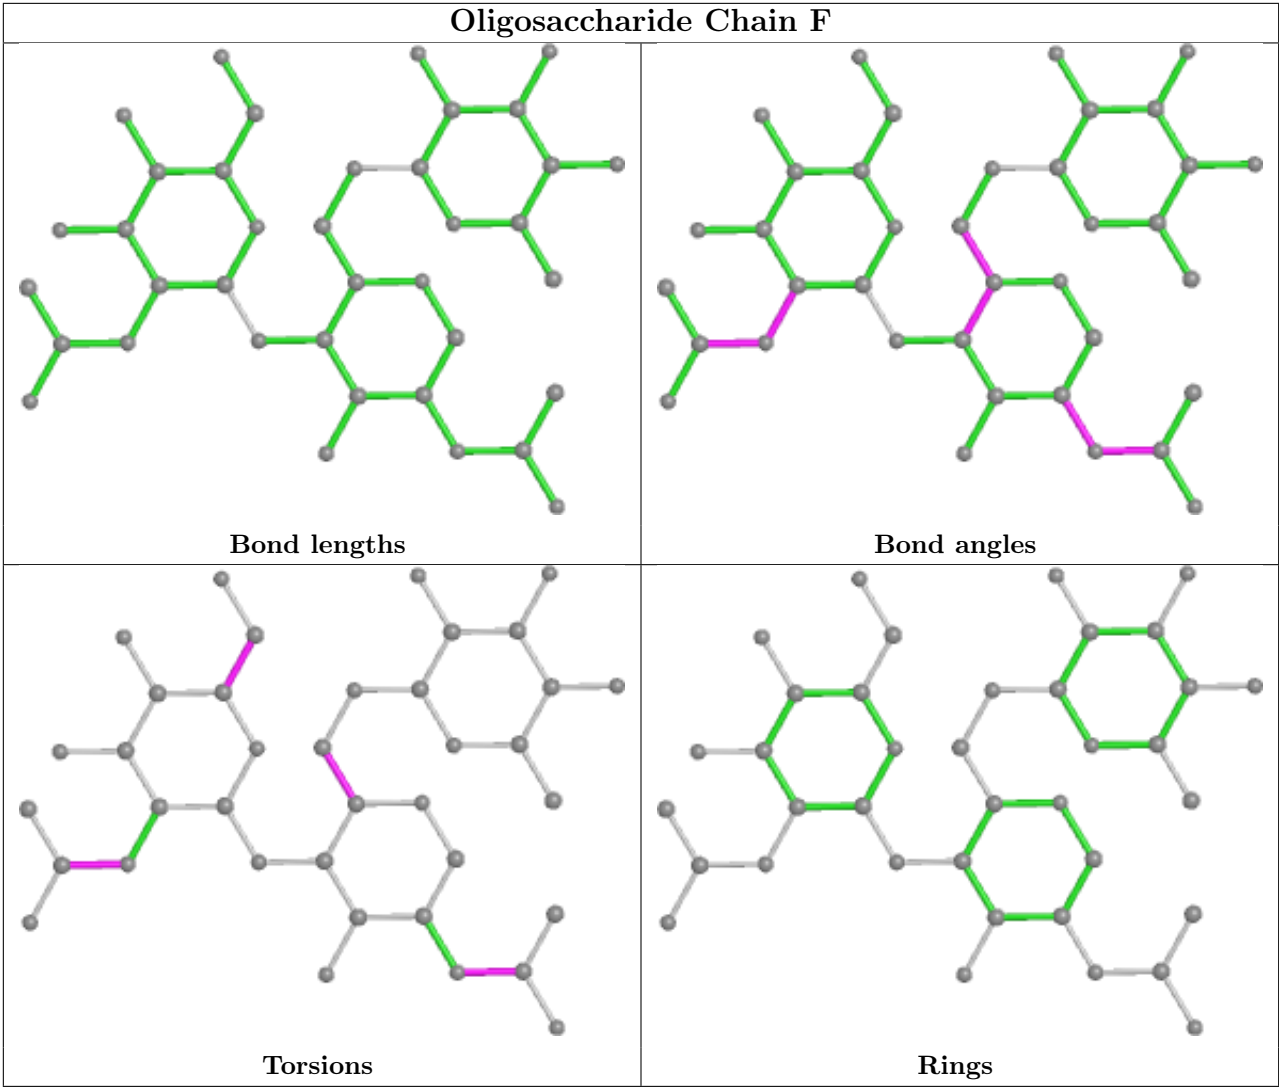 Oligosaccharide Chain F
Bond lengths
Bond angles
Torsions
Rings